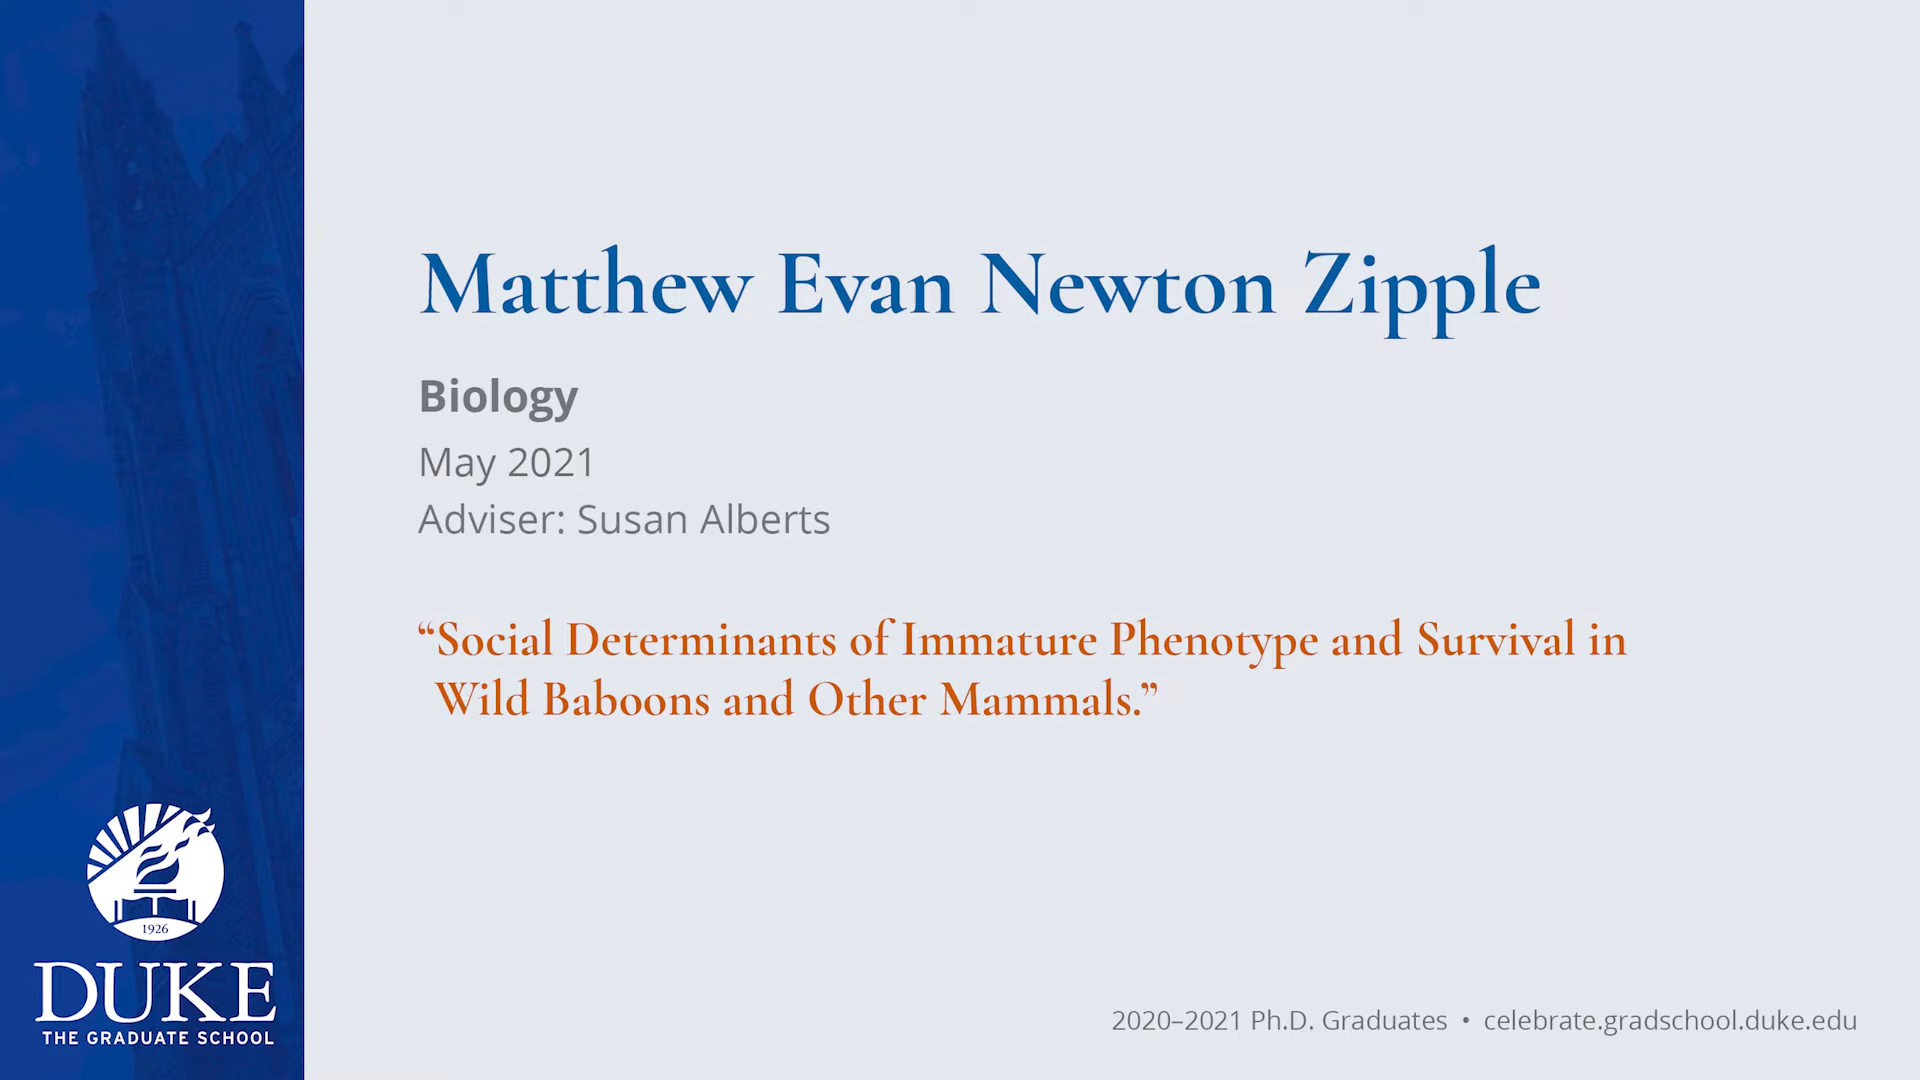 Matthew Evan Newton Zipple
Biology
May 2021
Adviser: Susan Alberts
“Social Determinants of Immature Phenotype and Survival in
Wild Baboons and Other Mammals.”
1926
DUKE
THE GRADUATE SCHOOL
2020–2021 Ph.D. Graduates • celebrate.gradschool.duke.edu